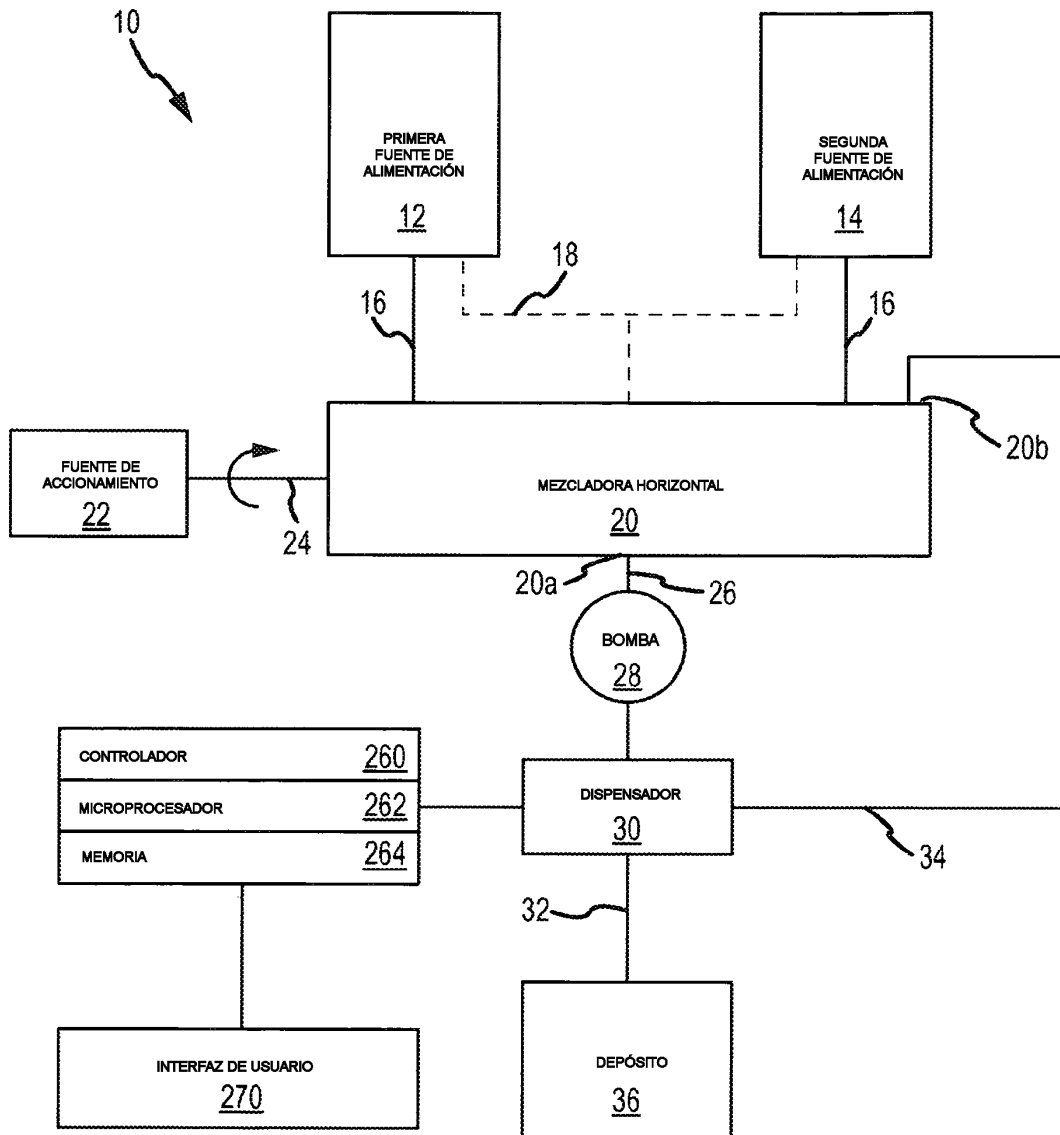 10
PRIMERA
FUENTE DE
ALIMENTACIÓN
12
SEGUNDA
FUENTE DE
ALIMENTACIÓN
14
18
16
16
20b
FUENTE DE
ACCIONAMIENTO
22
24
MEZCLADORA HORIZONTAL
20
20a
26
BOMBA
28
CONTROLADOR 260
MICROPROCESADOR 262
MEMORIA 264
DISPENSADOR
30
34
32
INTERFAZ DE USUARIO
270
DEPÓSITO
36